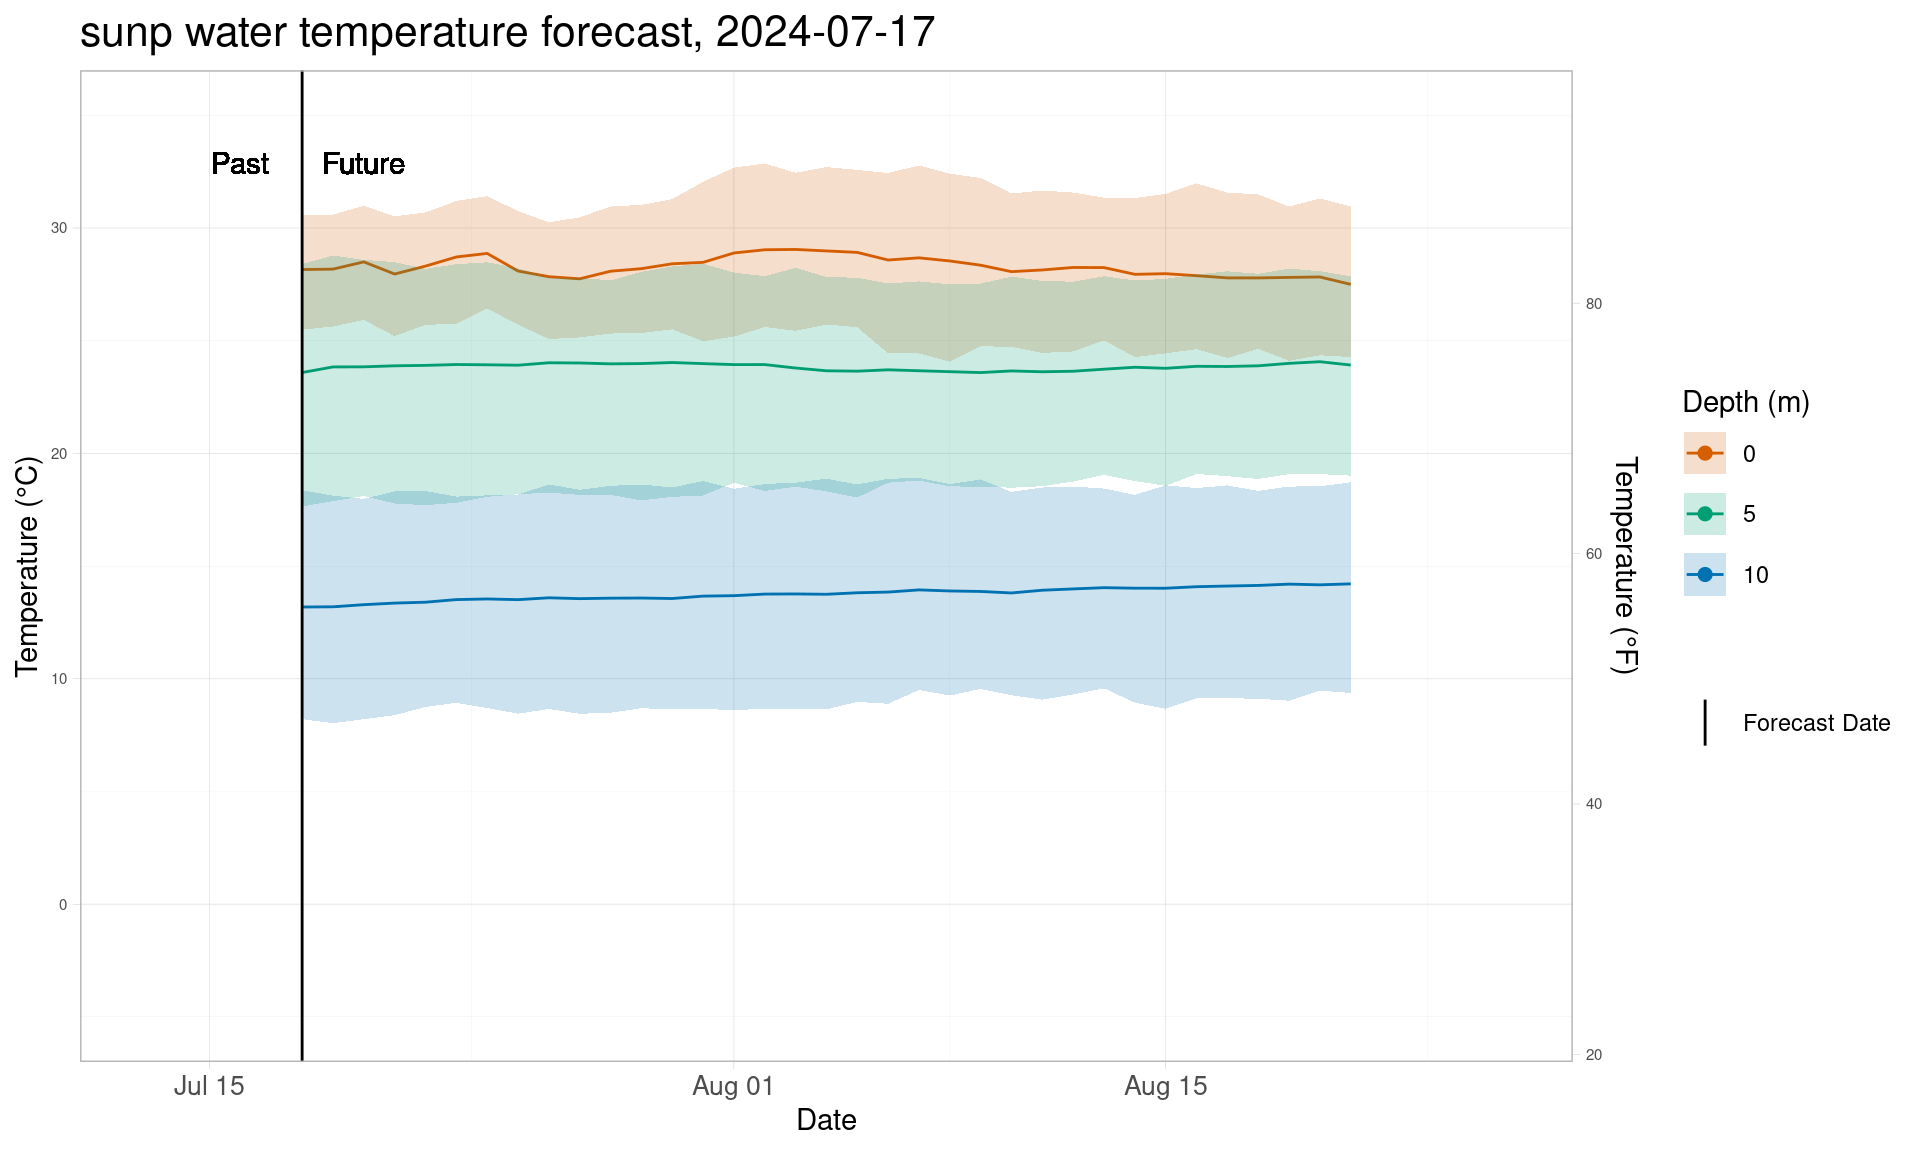 sunp water temperature forecast, 2024-07-17
Past
Future
30
20
10
0
Temperature (°C)
80
60
40
20
Temperature (°F)
Jul 15
Aug 01
Aug 15
Date
Depth (m)
0
5
10
Forecast Date